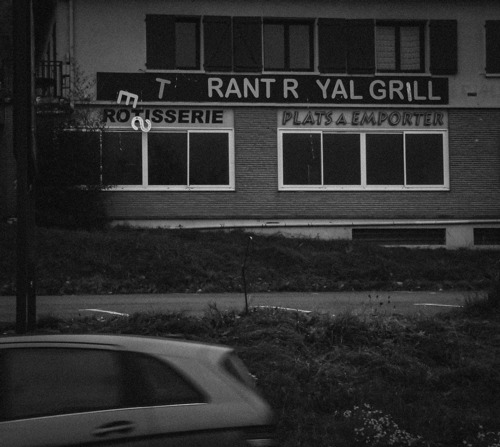 T RANT R YAL GRILL
E
S
ROTISSERIE
PLATS A EMPORTER